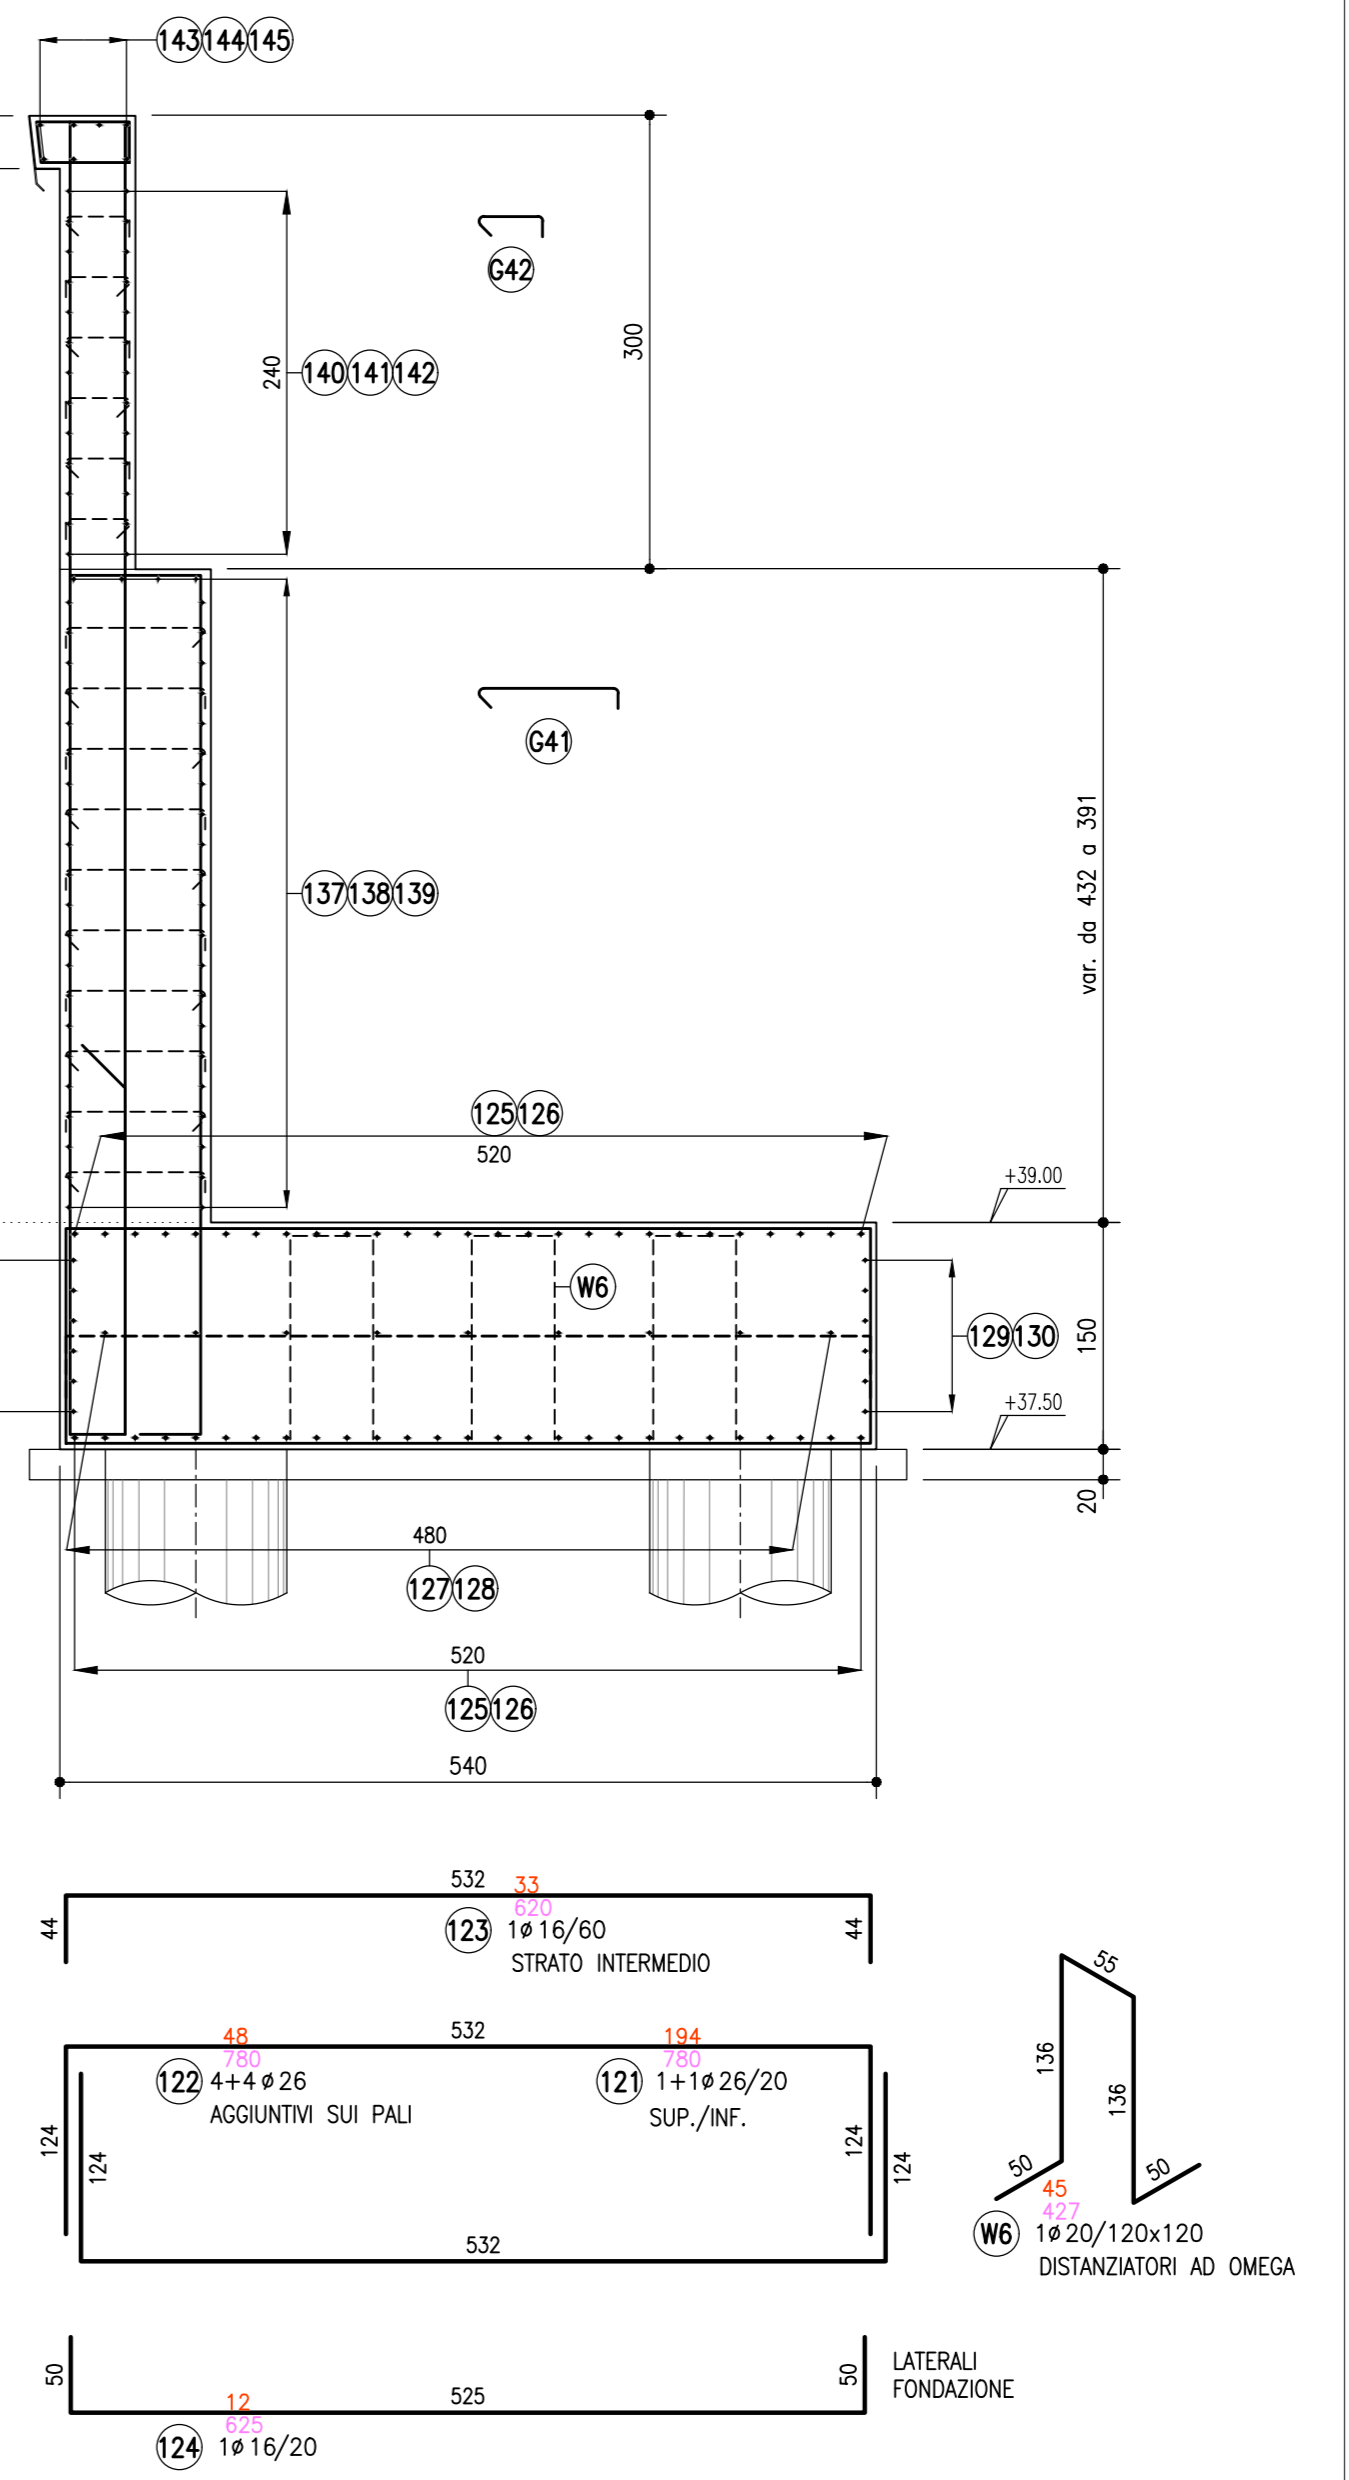 143 144 145
G42
300
240
140 141 142
G41
var. da 432 a 391
137 138 139
125 126
520
+39.00
W6
129 130
150
+37.50
20
480
127 128
520
125 126
540
532
33
620
44
44
123 1ø16/60
STRATO INTERMEDIO
55
136
136
50
50
45
427
W6 1ø20/120x120
DISTANZIATORI AD OMEGA
48
532
194
780
780
122 4+4ø26
121 1+1ø26/20
AGGIUNTIVI SUI PALI
SUP./INF.
124
124
124
124
532
50
50
LATERALI
FONDAZIONE
12
525
625
124 1ø16/20